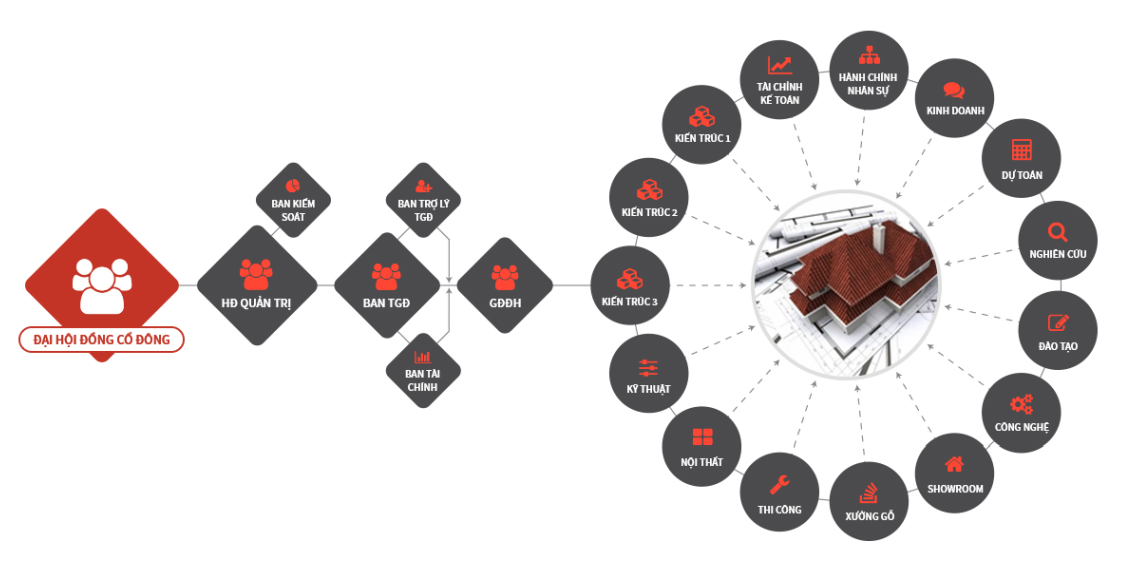 ĐẠI HỘI ĐỒNG CỔ ĐÔNG
BAN KIỂM
SOÁT
HĐ QUẢN TRỊ
BAN TRỢ LÝ
TGĐ
BAN TGĐ
BAN TÀI
CHÍNH
GĐĐH
KIẾN TRÚC 3
KIẾN TRÚC 2
KIẾN TRÚC 1
TÀI CHÍNH
KẾ TOÁN
HÀNH CHÍNH
NHÂN SỰ
KINH DOANH
DỰ TOÁN
NGHIÊN CỨU
ĐÀO TẠO
CÔNG NGHỆ
SHOWROOM
XƯỞNG GỖ
THI CÔNG
NỘI THẤT
KỸ THUẬT